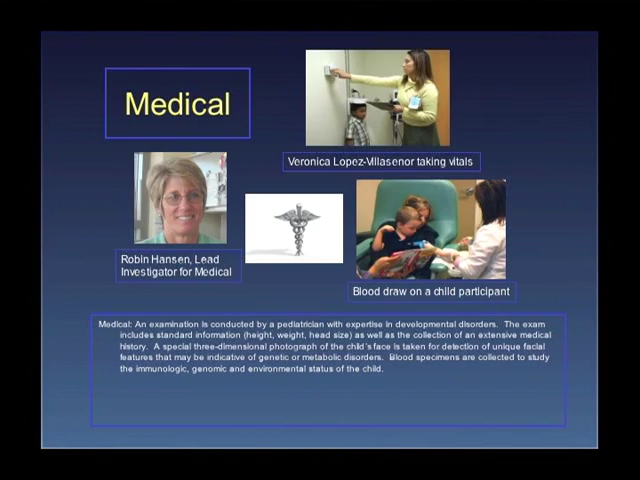 Medical
Veronica Lopez-Villasenor taking vitals
Robin Hansen, Lead
Investigator for Medical
Blood draw on a child participant
Medical: An examination is conducted by a pediatrician with expertise in developmental disorders. The exam
includes standard information (height, weight, head size) as well as the collection of an extensive medical
history. A special three-dimensional photograph of the child's face is taken for detection of unique facial
features that may be indicative of genetic or metabolic disorders. Blood specimens are collected to study
the immunologic, genomic and environmental status of the child.